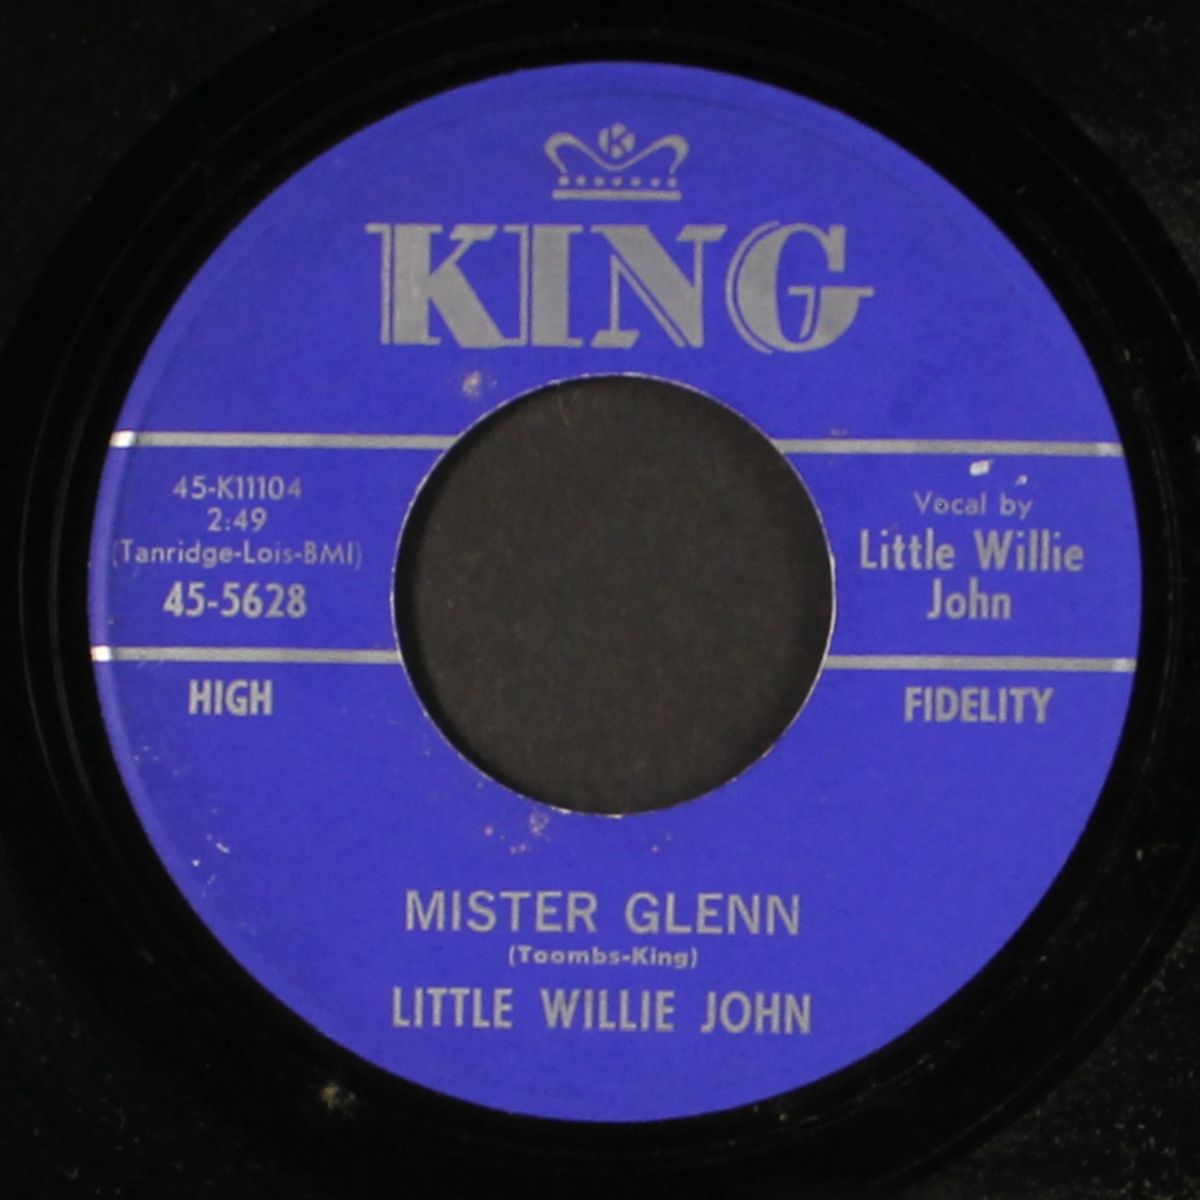 K
KING
45-K11104
2:49
(Tanridge-Lois-BMI)
45-5628
Vocal by
Little Willie
John
HIGH
FIDELITY
MISTER GLENN
(Toombs-King)
LITTLE WILLIE JOHN